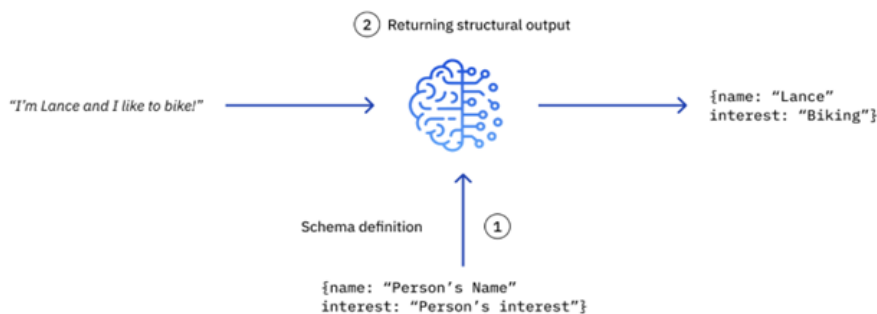 2 Returning structural output
“I’m Lance and I like to bike!”
{name: “Lance”
interest: “Biking”}
Schema definition
1
{name: “Person’s Name”
interest: “Person’s interest”}